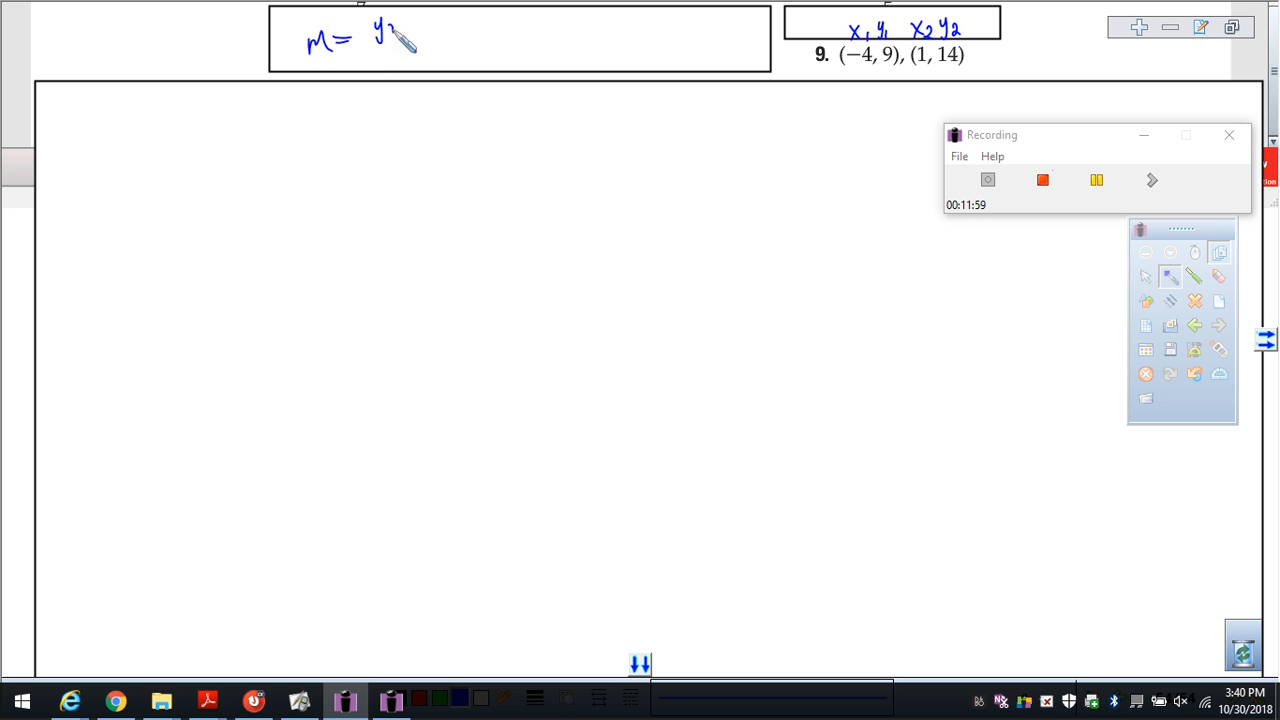 m = y2
x1 y1 x2 y2
9. (−4, 9), (1, 14)
Recording
File Help
00:11:59
3:40 PM
10/30/2018